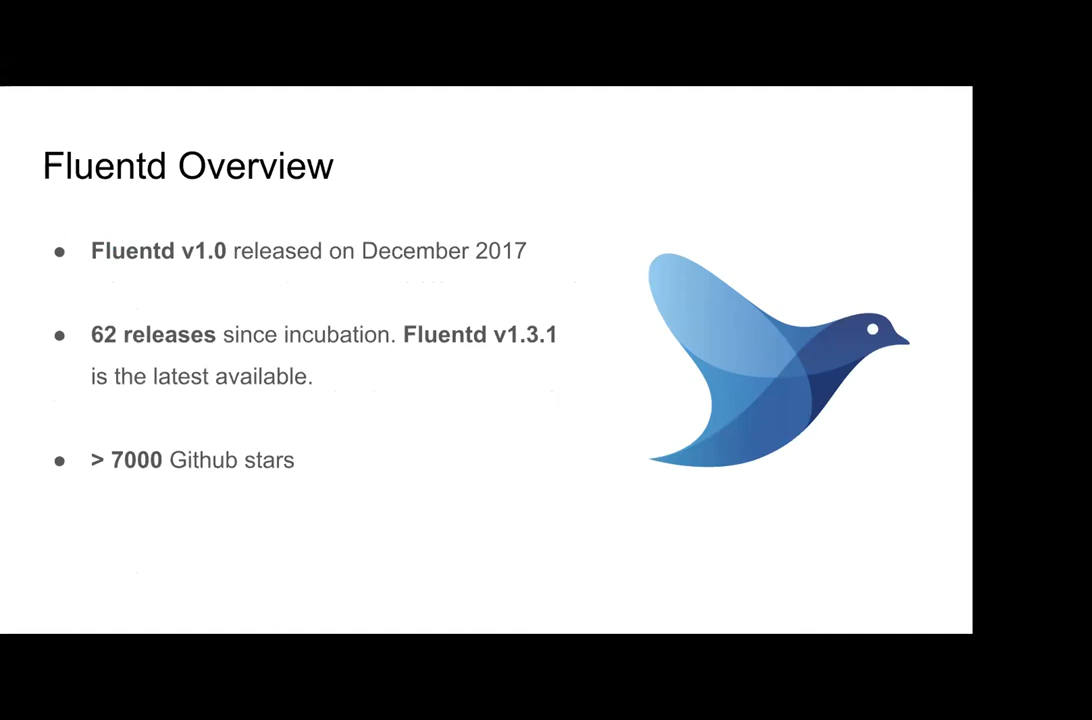 Fluentd Overview
● Fluentd v1.0 released on December 2017
● 62 releases since incubation. Fluentd v1.3.1
is the latest available.
● > 7000 Github stars